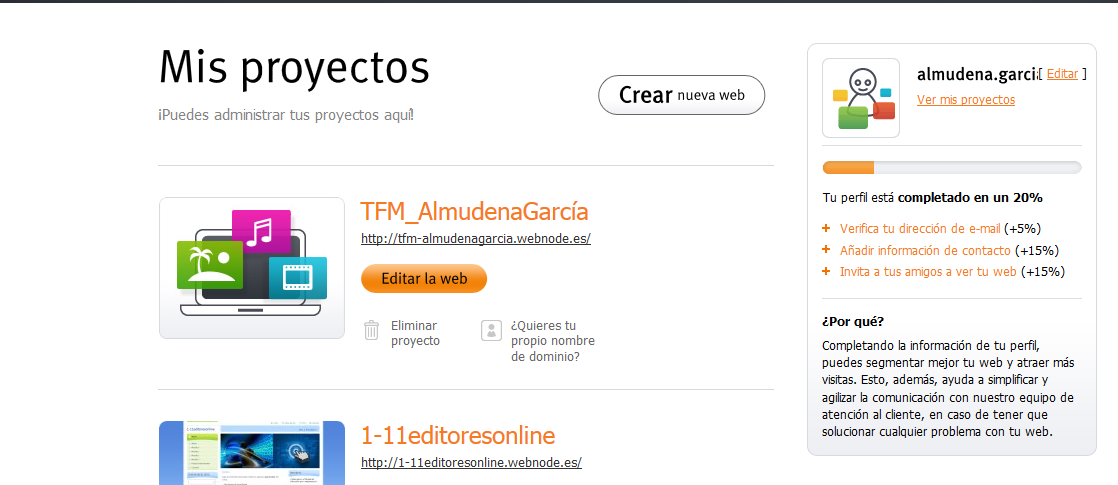 Mis proyectos
¡Puedes administrar tus proyectos aquí!
Crear nueva web
TFM_AlmudenaGarcía
http://tfm-almudenagarcia.webnode.es/
Editar la web
Eliminar
proyecto
¿Quieres tu
propio nombre
de dominio?
1-11editoresonline
http://1-11editoresonline.webnode.es/
almudena.garci [ Editar ]
Ver mis proyectos
Tu perfil está completado en un 20%
+ Verifica tu dirección de e-mail (+5%)
+ Añadir información de contacto (+15%)
+ Invita a tus amigos a ver tu web (+15%)
¿Por qué?
Completando la información de tu perfil,
puedes segmentar mejor tu web y atraer más
visitas. Esto, además, ayuda a simplificar y
agilizar la comunicación con nuestro equipo de
atención al cliente, en caso de tener que
solucionar cualquier problema con tu web.